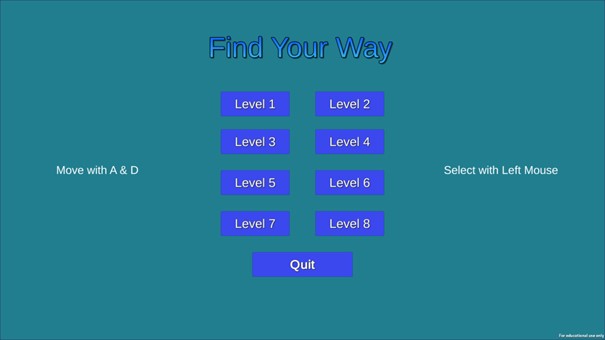 Find Your Way
Level 1
Level 2
Level 3
Level 4
Move with A & D
Select with Left Mouse
Level 5
Level 6
Level 7
Level 8
Quit
For educational use only